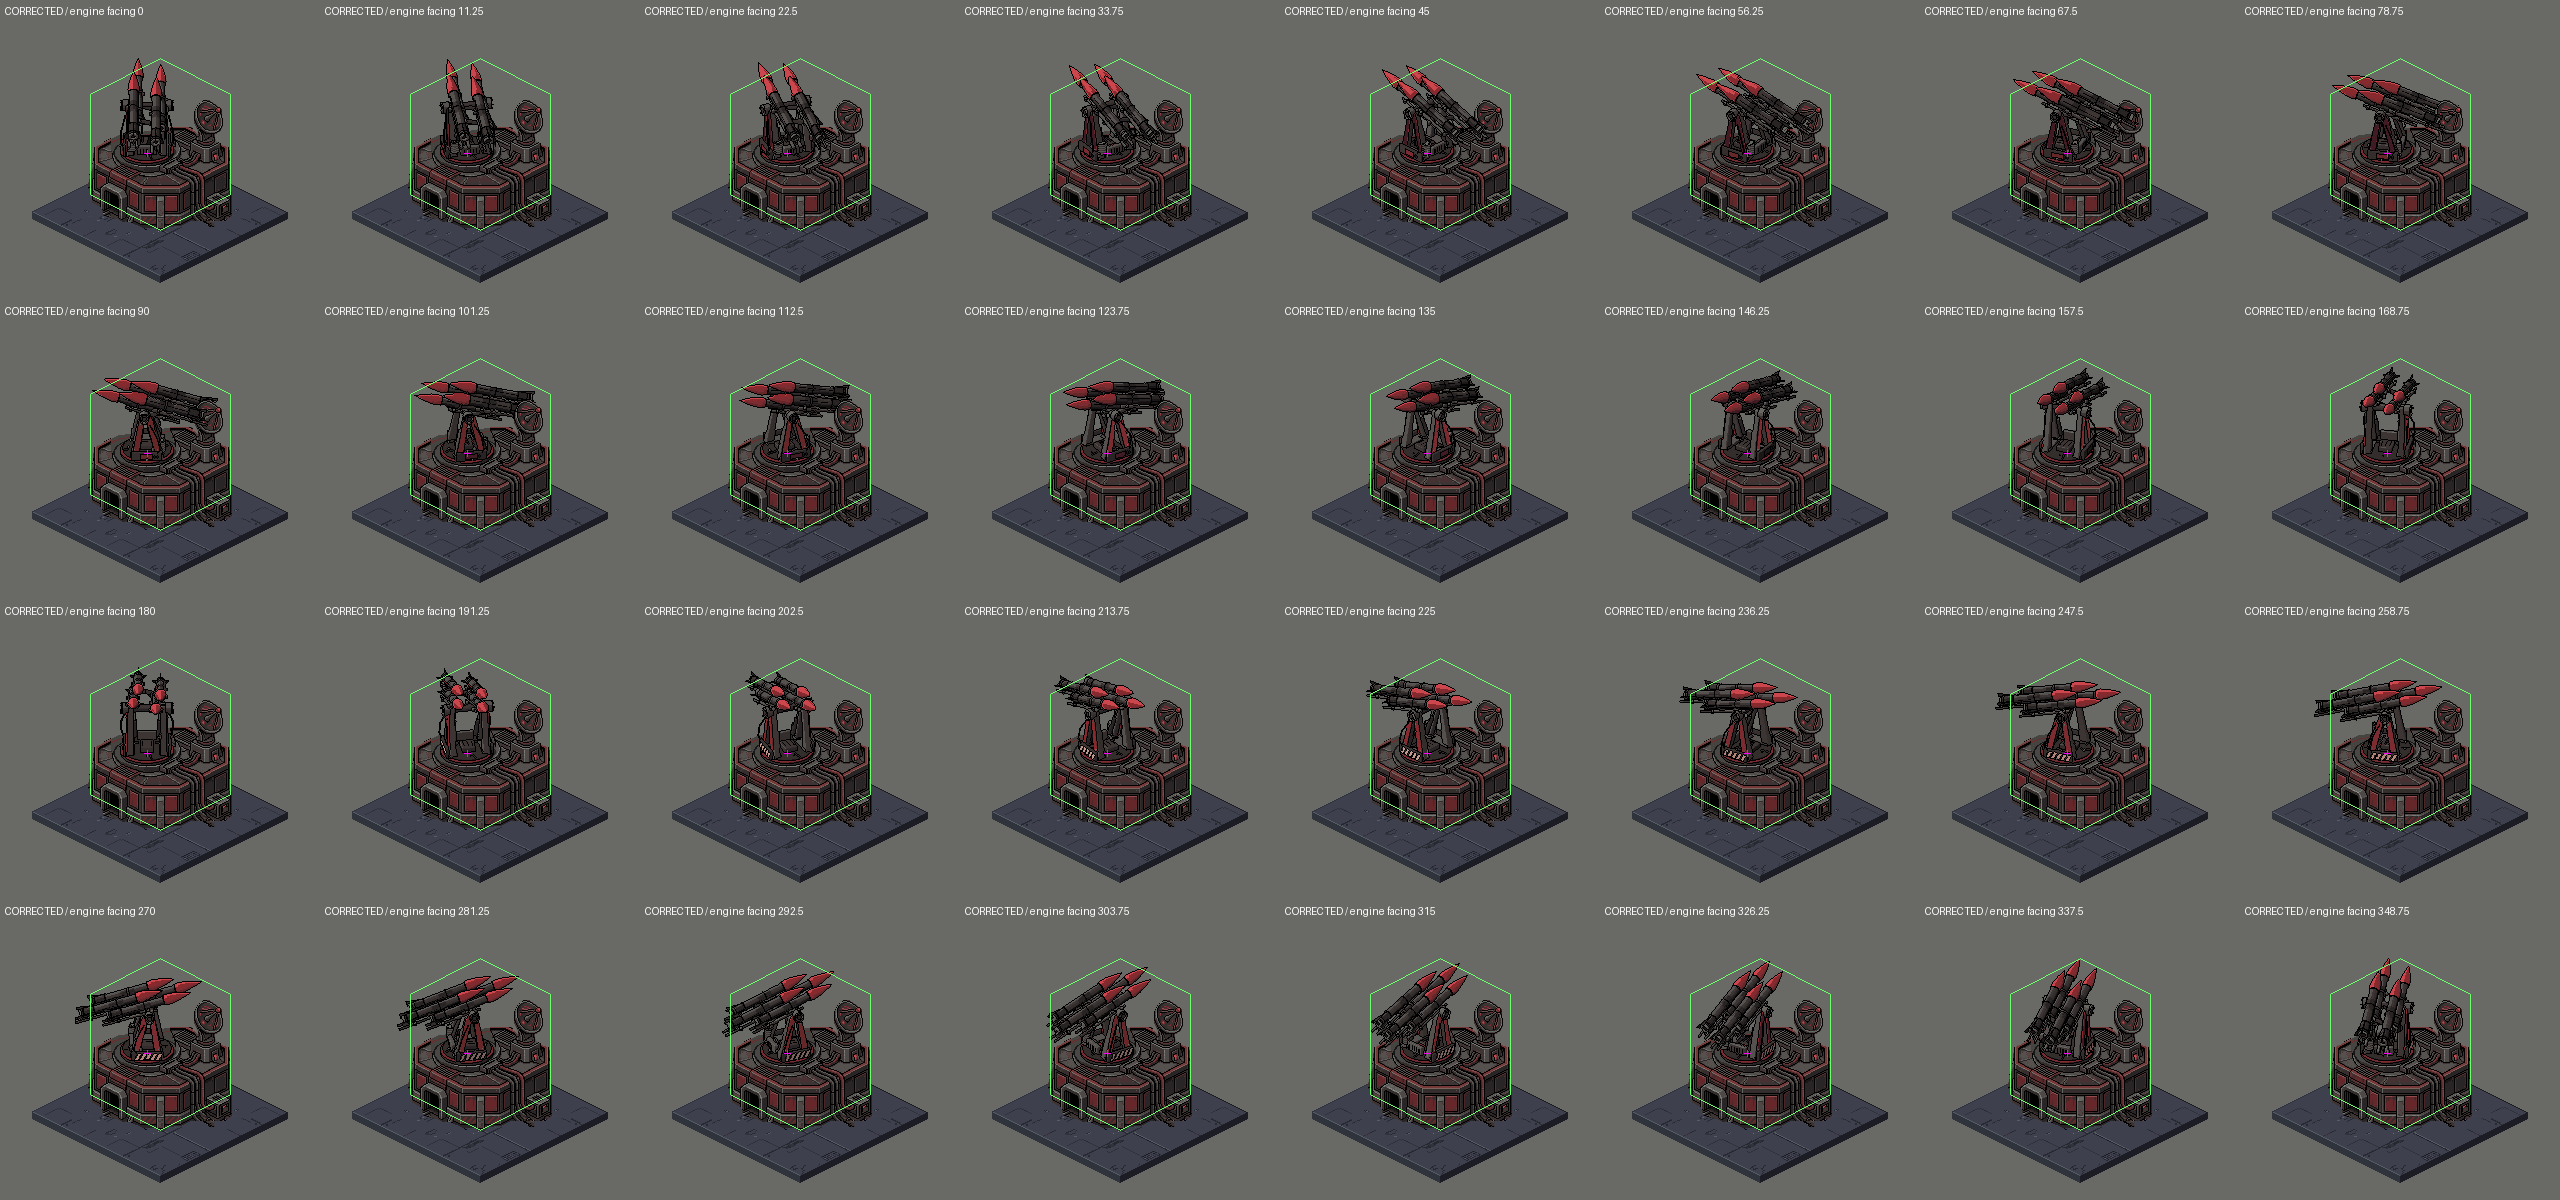 CORRECTED / engine facing 0
CORRECTED / engine facing 11.25
CORRECTED / engine facing 22.5
CORRECTED / engine facing 33.75
CORRECTED / engine facing 45
CORRECTED / engine facing 56.25
CORRECTED / engine facing 67.5
CORRECTED / engine facing 78.75
CORRECTED / engine facing 90
CORRECTED / engine facing 101.25
CORRECTED / engine facing 112.5
CORRECTED / engine facing 123.75
CORRECTED / engine facing 135
CORRECTED / engine facing 146.25
CORRECTED / engine facing 157.5
CORRECTED / engine facing 168.75
CORRECTED / engine facing 180
CORRECTED / engine facing 191.25
CORRECTED / engine facing 202.5
CORRECTED / engine facing 213.75
CORRECTED / engine facing 225
CORRECTED / engine facing 236.25
CORRECTED / engine facing 247.5
CORRECTED / engine facing 258.75
CORRECTED / engine facing 270
CORRECTED / engine facing 281.25
CORRECTED / engine facing 292.5
CORRECTED / engine facing 303.75
CORRECTED / engine facing 315
CORRECTED / engine facing 326.25
CORRECTED / engine facing 337.5
CORRECTED / engine facing 348.75